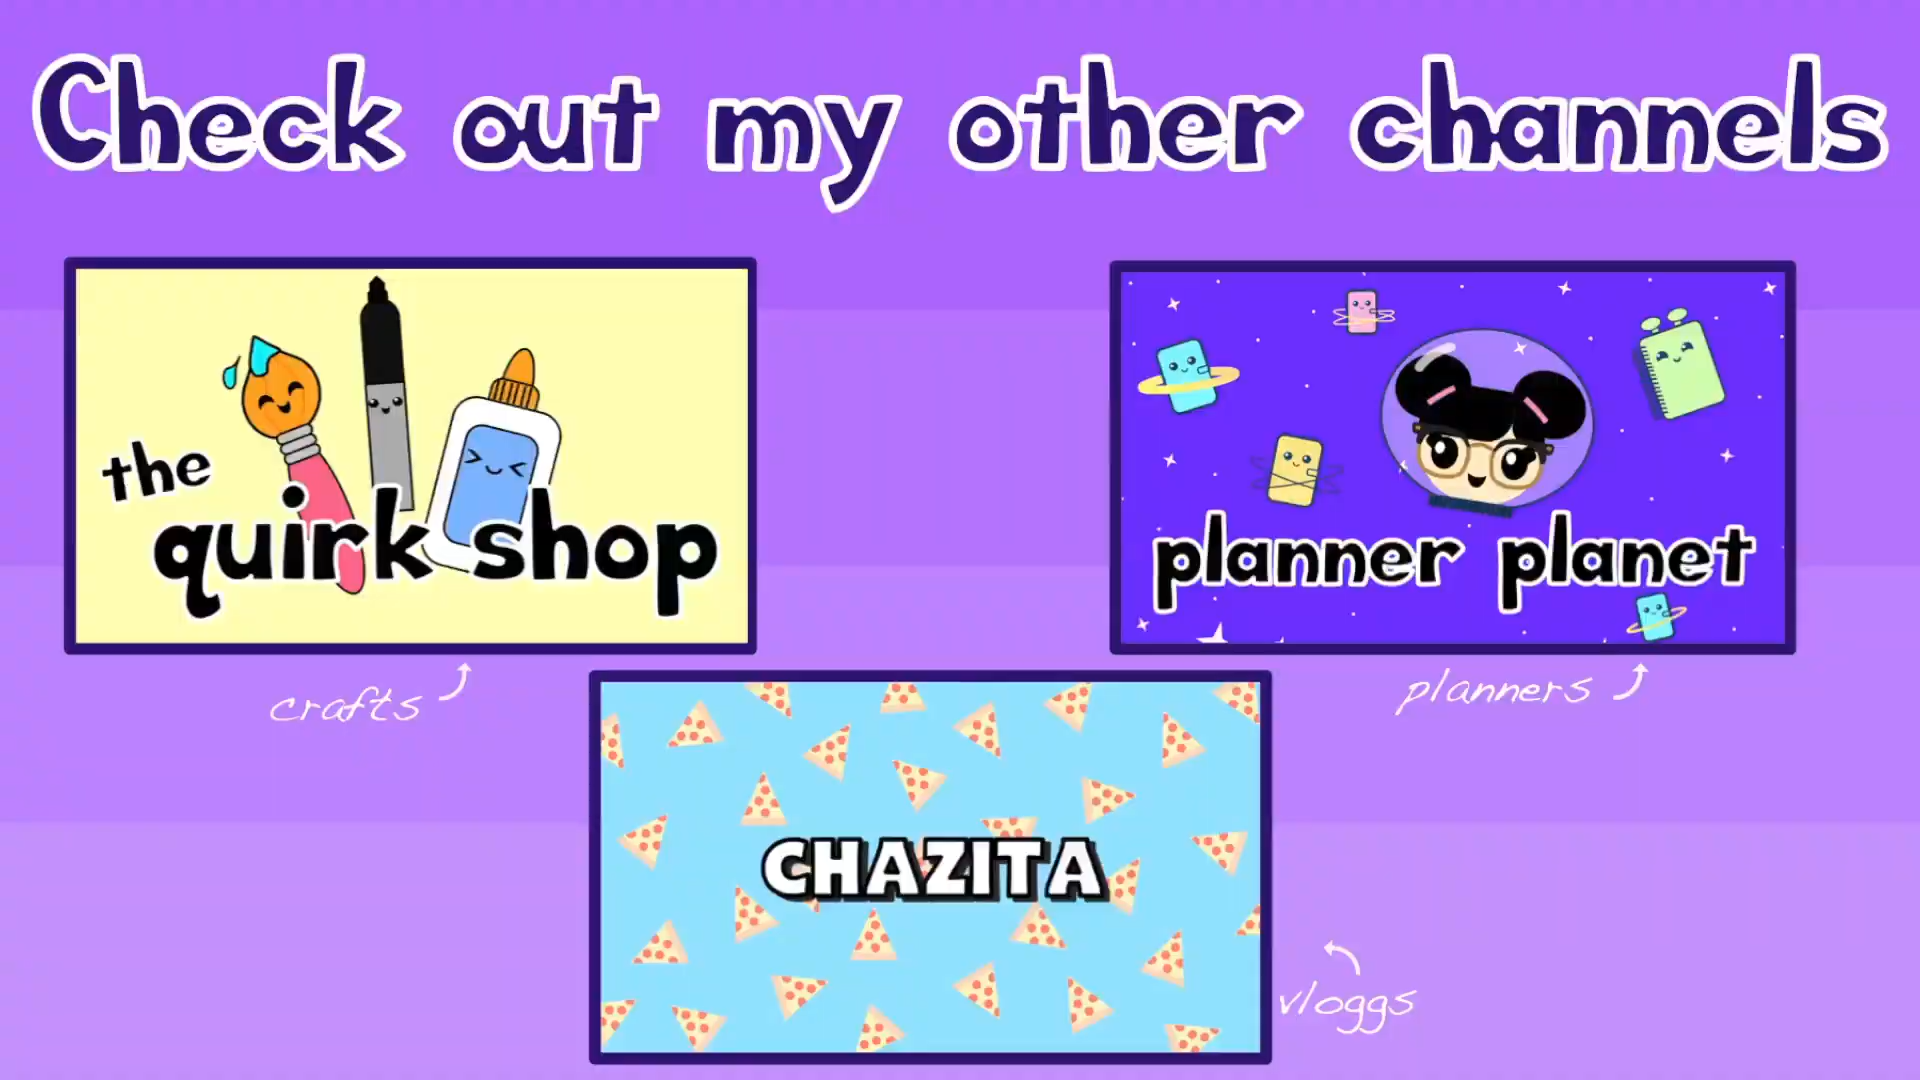 Check out my other channels
the
quirk shop
planner planet
crafts
planners
CHAZITA
vloggs